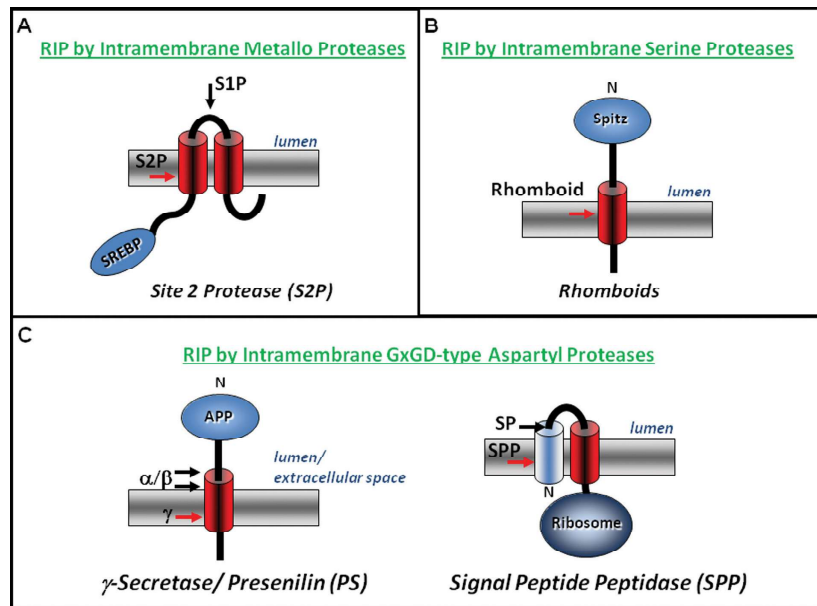 A
RIP by Intramembrane Metallo Proteases
S1P
lumen
S2P
SREBP
Site 2 Protease (S2P)
B
RIP by Intramembrane Serine Proteases
N
Spitz
Rhomboid
lumen
Rhomboids
C
RIP by Intramembrane GxGD-type Aspartyl Proteases
N
APP
lumen/
extracellular space
α/β
γ
γ-Secretase/ Presenilin (PS)
SP
lumen
SPP
N
Ribosome
Signal Peptide Peptidase (SPP)